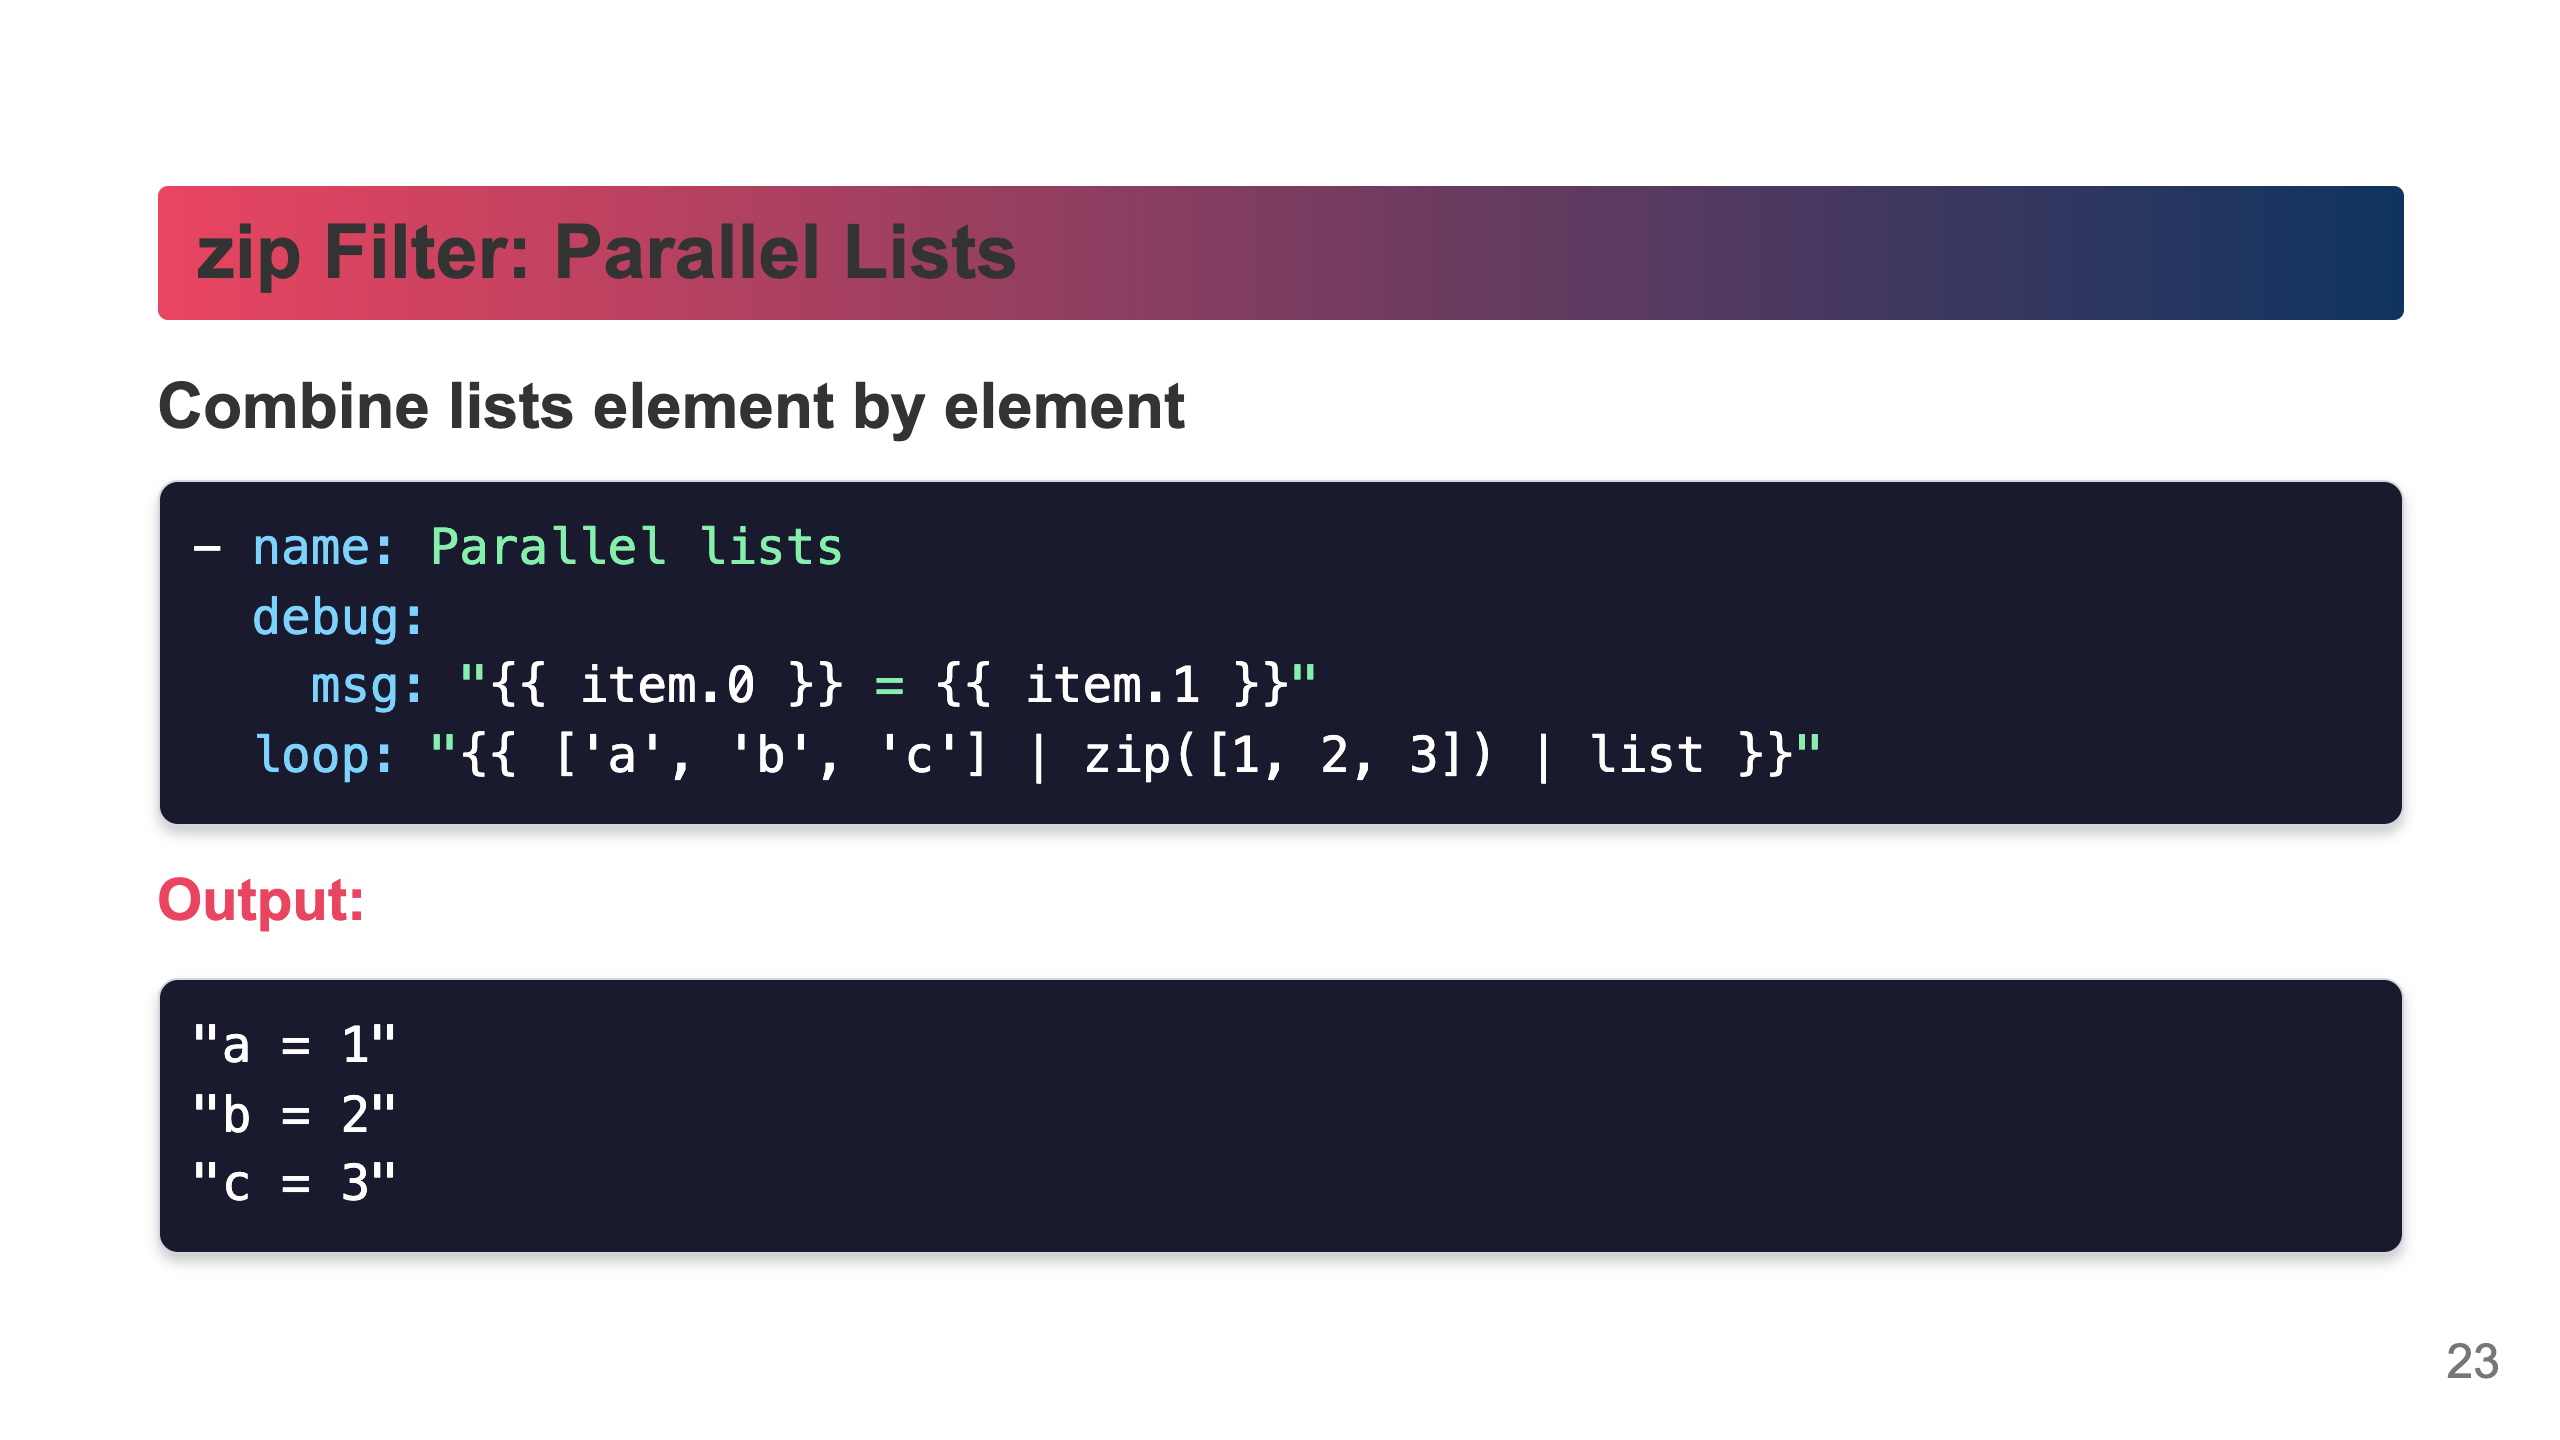 zip Filter: Parallel Lists
Combine lists element by element
- name: Parallel lists
  debug:
    msg: "{{ item.0 }} = {{ item.1 }}"
  loop: "{{ ['a', 'b', 'c'] | zip([1, 2, 3]) | list }}"
Output:
"a = 1"
"b = 2"
"c = 3"
23